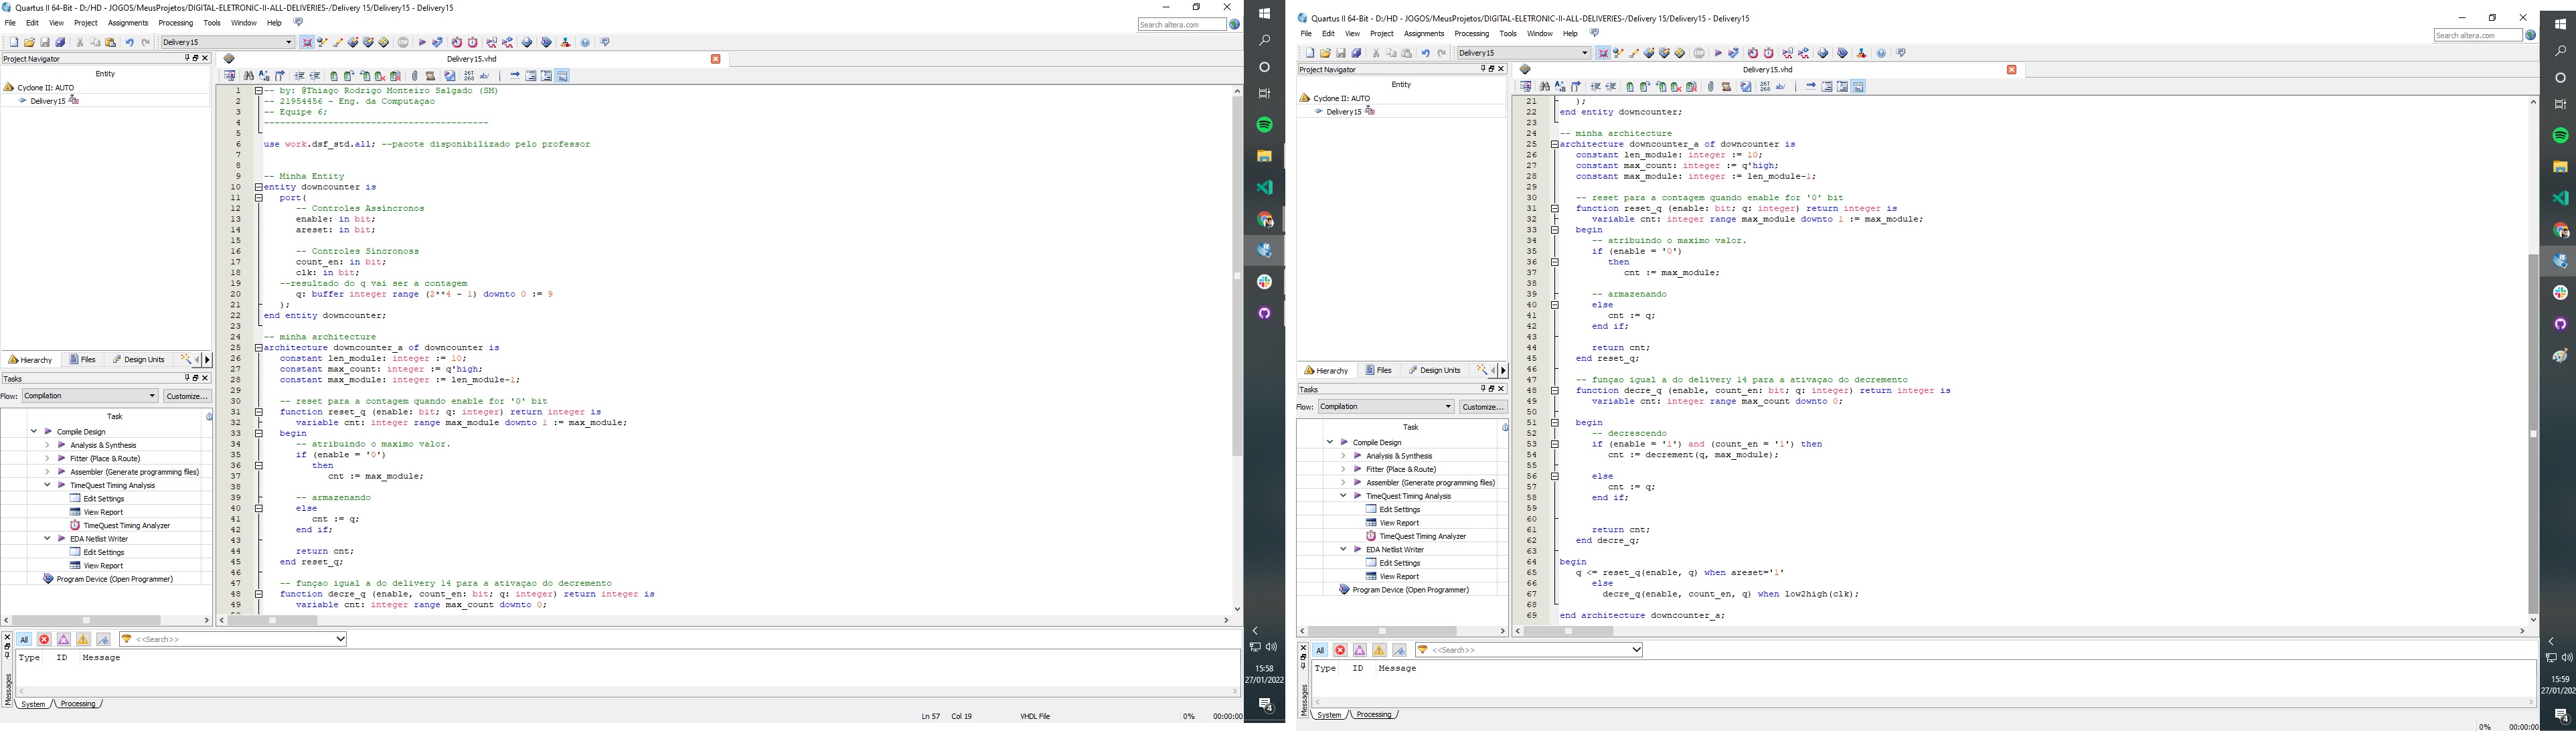 Quartus II 64-Bit - D:/HD - JOGOS/MeusProjetos/DIGITAL-ELETRONIC-II-ALL-DELIVERIES-/Delivery 15/Delivery15 - Delivery15
File Edit View Project Assignments Processing Tools Window Help
Search altera.com
Delivery15
Project Navigator
Entity
Cyclone II: AUTO
Delivery15
Hierarchy Files Design Units
Tasks
Flow: Compilation Customize...
Task
Compile Design
Analysis & Synthesis
Fitter (Place & Route)
Assembler (Generate programming files)
TimeQuest Timing Analysis
Edit Settings
View Report
TimeQuest Timing Analyzer
EDA Netlist Writer
Edit Settings
View Report
Program Device (Open Programmer)
Delivery15.vhd
1 -- by: @Thiago Rodrigo Monteiro Salgado (SM)
2 -- 21954456 - Eng. da Computaçao
3 -- Equipe 6;
4 ------------------------------------------
5
6 use work.dsf_std.all; --pacote disponibilizado pelo professor
7
8
9 -- Minha Entity
10 entity downcounter is
11 port(
12 -- Controles Assincronos
13 enable: in bit;
14 areset: in bit;
15
16 -- Controles Sincronoss
17 count_en: in bit;
18 clk: in bit;
19 --resultado do q vai ser a contagem
20 q: buffer integer range (2**4 - 1) downto 0 := 9
21 );
22 end entity downcounter;
23
24 -- minha architecture
25 architecture downcounter_a of downcounter is
26 constant len_module: integer := 10;
27 constant max_count: integer := q'high;
28 constant max_module: integer := len_module-1;
29
30 -- reset para a contagem quando enable for '0' bit
31 function reset_q (enable: bit; q: integer) return integer is
32 variable cnt: integer range max_module downto 1 := max_module;
33 begin
34 -- atribuindo o maximo valor.
35 if (enable = '0')
36 then
37 cnt := max_module;
38
39 -- armazenando
40 else
41 cnt := q;
42 end if;
43
44 return cnt;
45 end reset_q;
46
47 -- funçao igual a do delivery 14 para a ativaçao do decremento
48 function decre_q (enable, count_en: bit; q: integer) return integer is
49 variable cnt: integer range max_count downto 0;
All <<Search>>
Type ID Message
Messages
System Processing
Ln 57 Col 19 VHDL File 0% 00:00:00
15:58
27/01/2022
4
Quartus II 64-Bit - D:/HD - JOGOS/MeusProjetos/DIGITAL-ELETRONIC-II-ALL-DELIVERIES-/Delivery 15/Delivery15 - Delivery15
File Edit View Project Assignments Processing Tools Window Help
Search altera.com
Delivery15
Project Navigator
Entity
Cyclone II: AUTO
Delivery15
Hierarchy Files Design Units
Tasks
Flow: Compilation Customize...
Task
Compile Design
Analysis & Synthesis
Fitter (Place & Route)
Assembler (Generate programming files)
TimeQuest Timing Analysis
Edit Settings
View Report
TimeQuest Timing Analyzer
EDA Netlist Writer
Edit Settings
View Report
Program Device (Open Programmer)
Delivery15.vhd
21 );
22 end entity downcounter;
23
24 -- minha architecture
25 architecture downcounter_a of downcounter is
26 constant len_module: integer := 10;
27 constant max_count: integer := q'high;
28 constant max_module: integer := len_module-1;
29
30 -- reset para a contagem quando enable for '0' bit
31 function reset_q (enable: bit; q: integer) return integer is
32 variable cnt: integer range max_module downto 1 := max_module;
33 begin
34 -- atribuindo o maximo valor.
35 if (enable = '0')
36 then
37 cnt := max_module;
38
39 -- armazenando
40 else
41 cnt := q;
42 end if;
43
44 return cnt;
45 end reset_q;
46
47 -- funçao igual a do delivery 14 para a ativaçao do decremento
48 function decre_q (enable, count_en: bit; q: integer) return integer is
49 variable cnt: integer range max_count downto 0;
50
51 begin
52 -- decrescendo
53 if (enable = '1') and (count_en = '1') then
54 cnt := decrement(q, max_module);
55
56 else
57 cnt := q;
58 end if;
59
60
61 return cnt;
62 end decre_q;
63
64 begin
65 q <= reset_q(enable, q) when areset='1'
66 else
67 decre_q(enable, count_en, q) when low2high(clk);
68
69 end architecture downcounter_a;
All <<Search>>
Type ID Message
Messages
System Processing
0% 00:00:00
15:59
27/01/202
4